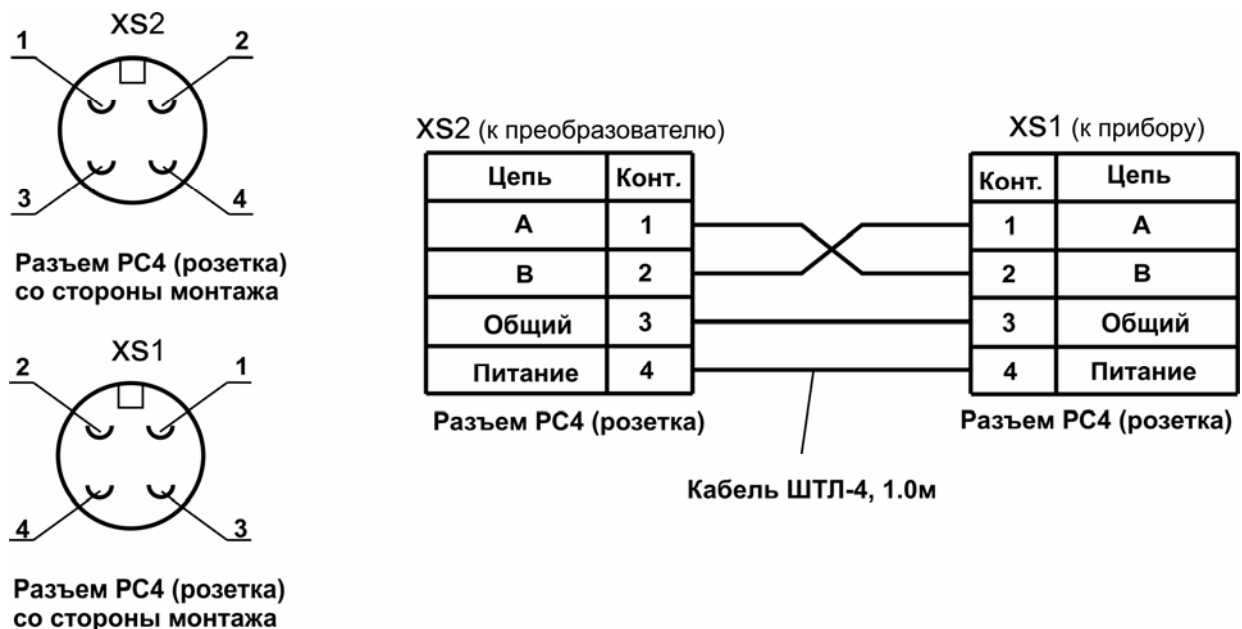 XS2
1 2
3 4
Разъем РС4 (розетка)
со стороны монтажа
XS1
2 1
4 3
Разъем РС4 (розетка)
со стороны монтажа
XS2 (к преобразователю)
Цепь Конт.
А 1
В 2
Общий 3
Питание 4
Разъем РС4 (розетка)
XS1 (к прибору)
Конт. Цепь
1 А
2 В
3 Общий
4 Питание
Разъем РС4 (розетка)
Кабель ШТЛ-4, 1.0м